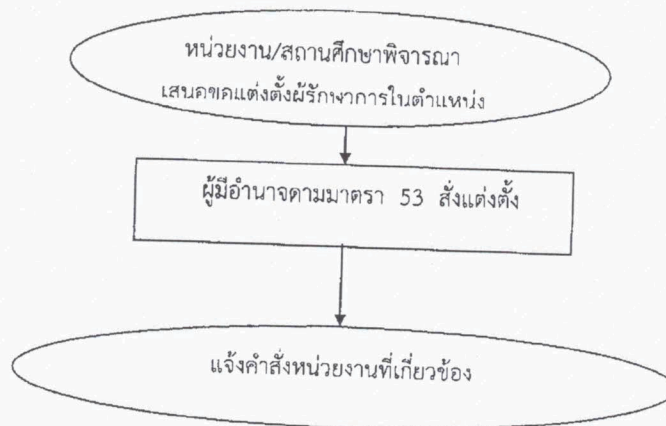 หน่วยงาน/สถานศึกษาพิจารณา
เสนอขอแต่งตั้งผู้รักษาการในตำแหน่ง
ผู้มีอำนาจตามมาตรา 53 สั่งแต่งตั้ง
แจ้งคำสั่งหน่วยงานที่เกี่ยวข้อง